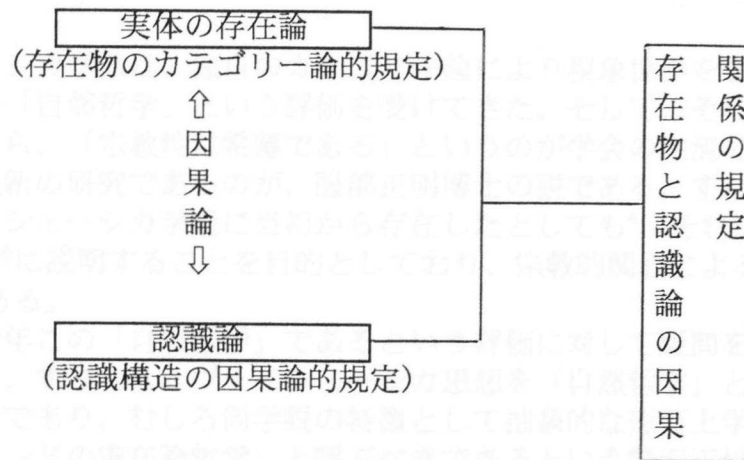 実体の存在論
(存在物のカテゴリー論的規定)
⇧
因果論
⇩
認識論
(認識構造の因果論的規定)
存在物と認識論の因果
関係の規定